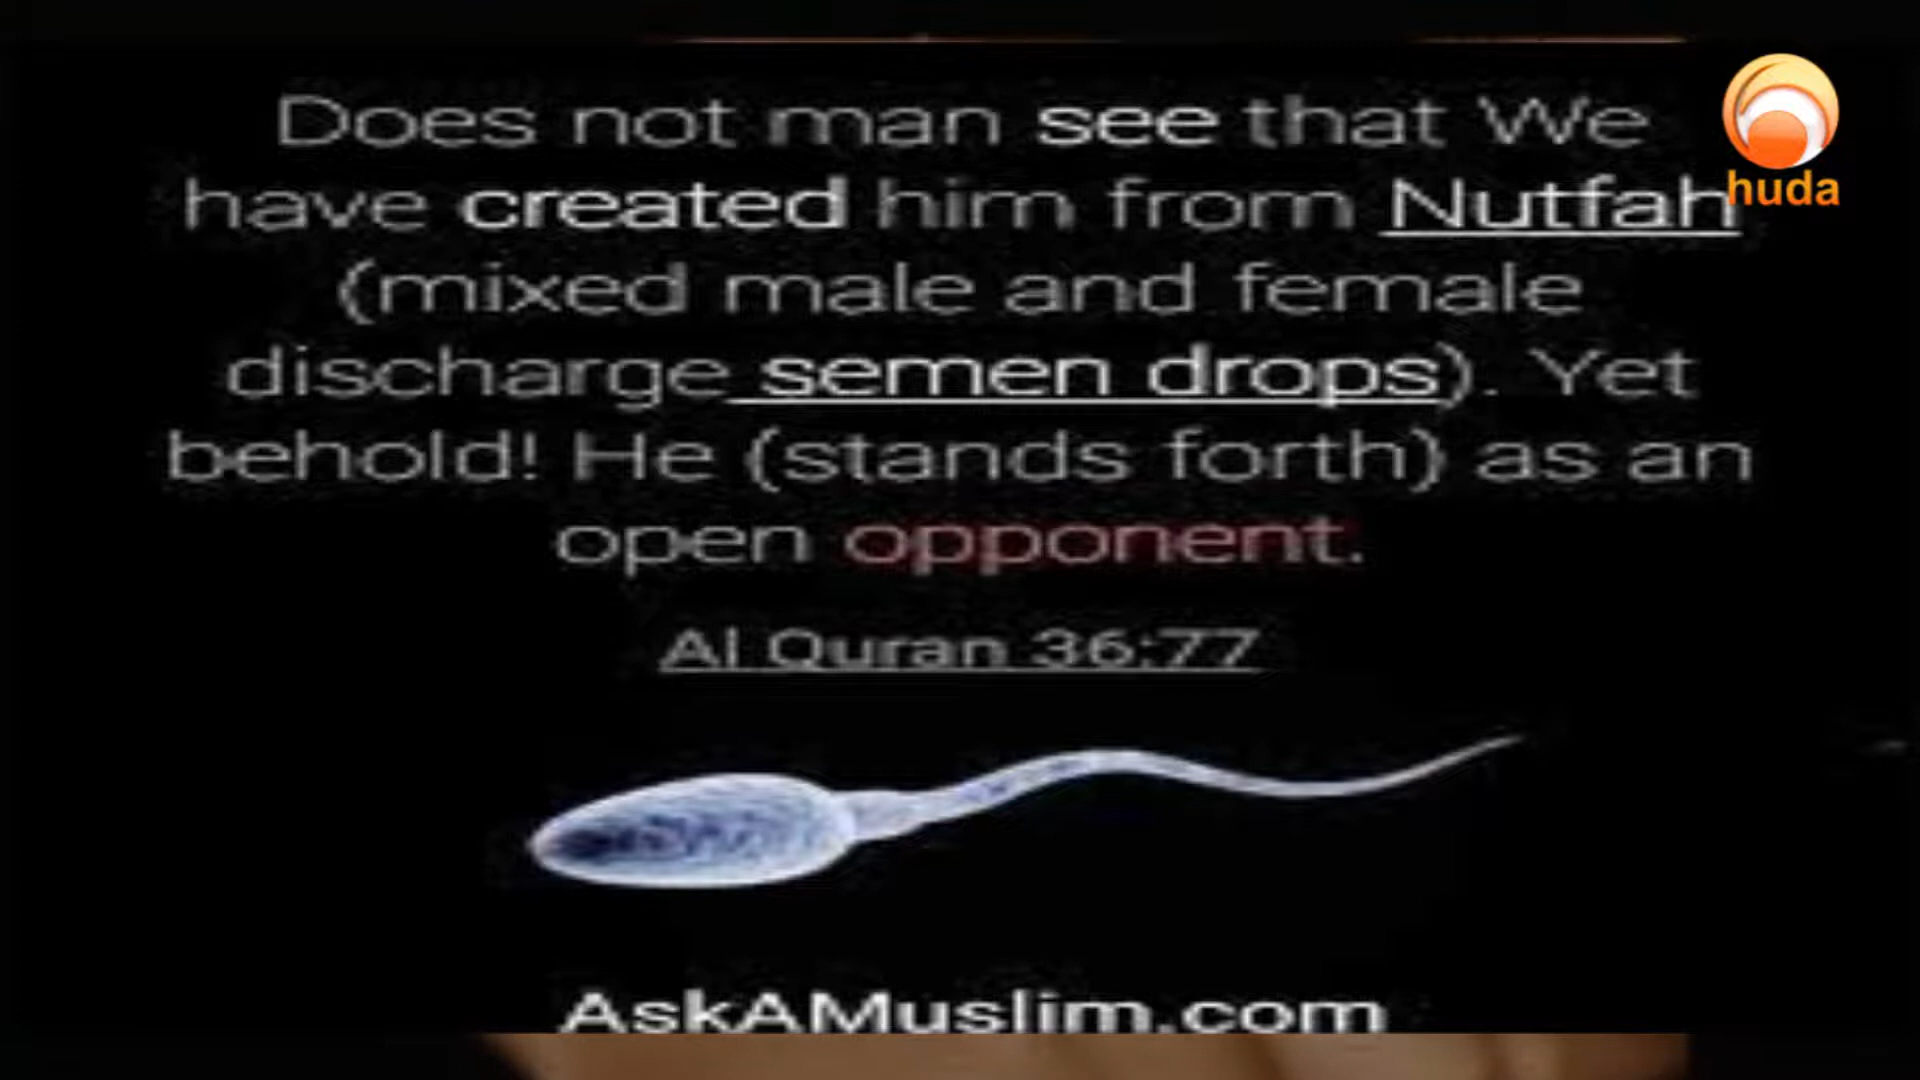 Does not man see that We
have created him from Nutfah
(mixed male and female
discharge semen drops). Yet
behold! He (stands forth) as an
open opponent.
Al Quran 36:77
AskAMuslim.com
huda